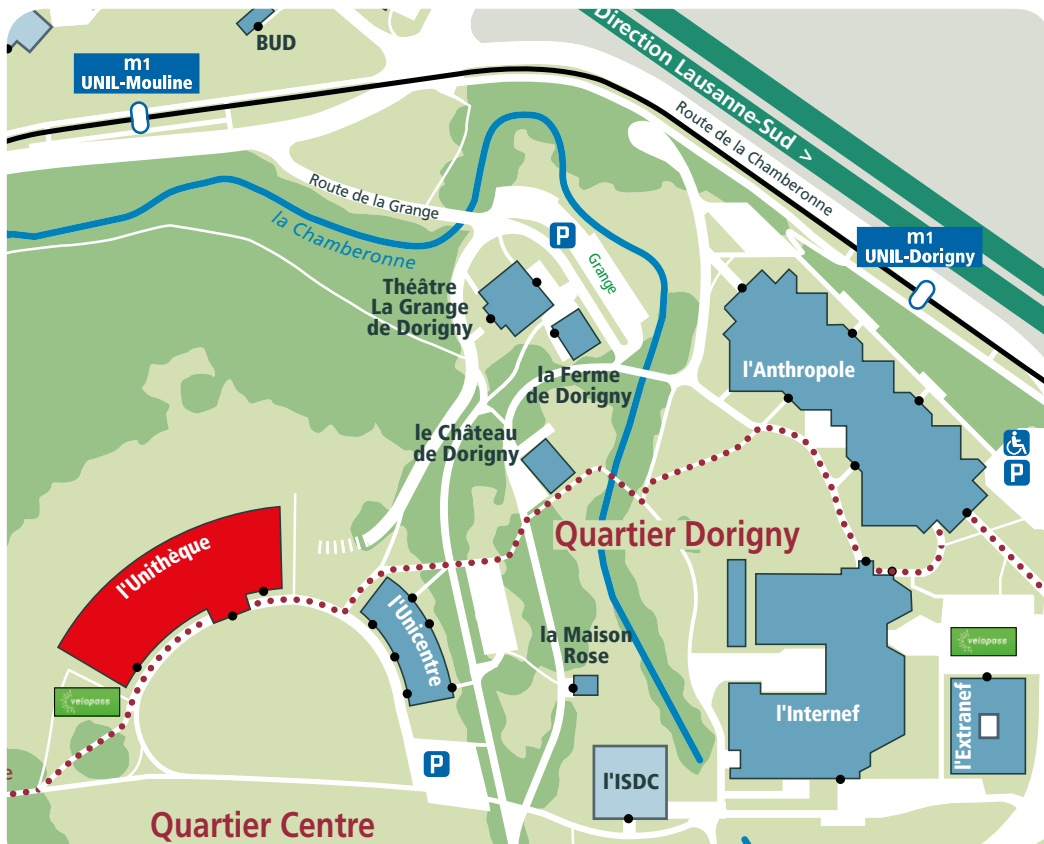 BUD
m1
UNIL-Mouline
Direction Lausanne-Sud >
Route de la Chamberonne
Route de la Grange
la Chamberonne
P
Grange
m1
UNIL-Dorigny
Théâtre
La Grange
de Dorigny
la Ferme
de Dorigny
l'Anthropole
le Château
de Dorigny
P
Quartier Dorigny
l'Unithèque
l'Unicentre
la Maison
Rose
velopass
velopass
l'Internef
l'Extranef
P
l'ISDC
e
Quartier Centre